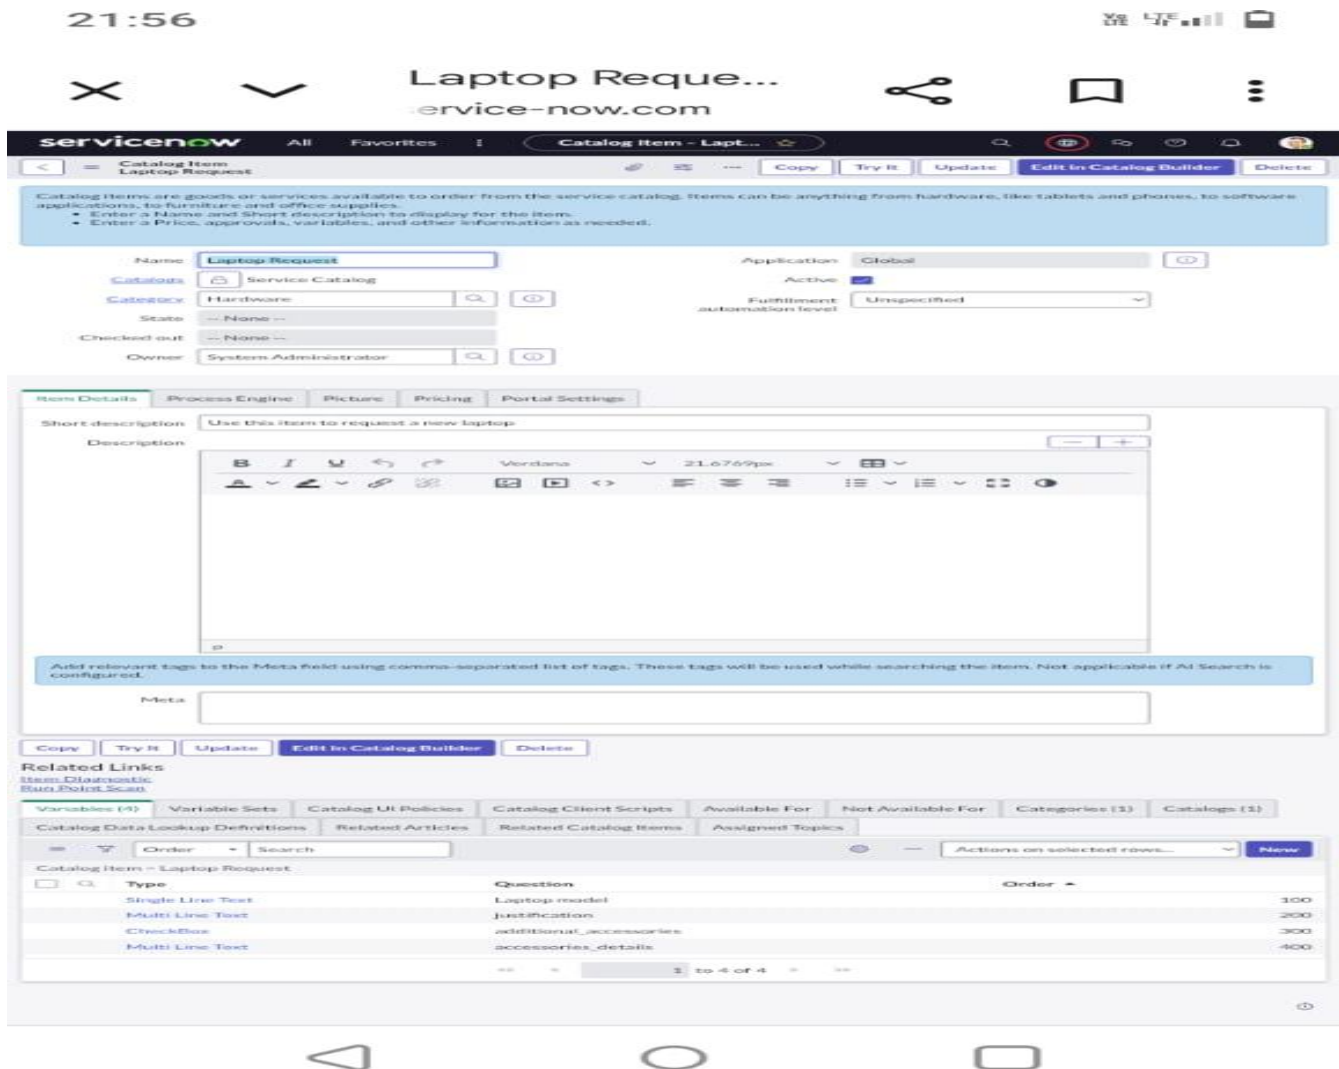 21:56
Vo LTE LTE
Laptop Reque...
ervice-now.com
servicenow All Favorites Catalog Item - Lapt...
Catalog Item
Laptop Request
Copy Try It Update Edit in Catalog Builder Delete
Catalog items are goods or services available to order from the service catalog. Items can be anything from hardware, like tablets and phones, to software
applications, to furniture and office supplies.
• Enter a Name and Short description to display for the item.
• Enter a Price, approvals, variables, and other information as needed.
Name Laptop Request Application Global
Catalogs Service Catalog Active
Category Hardware Fulfillment
automation level Unspecified
State -- None --
Checked out -- None --
Owner System Administrator
Item Details Process Engine Picture Pricing Portal Settings
Short description Use this item to request a new laptop
Description
B I U Verdana 21.6769px
A
p
Add relevant tags to the Meta field using comma-separated list of tags. These tags will be used while searching the item. Not applicable if AI Search is
configured.
Meta
Copy Try It Update Edit in Catalog Builder Delete
Related Links
Item Diagnostic
Run Point Scan
Variables (4) Variable Sets Catalog UI Policies Catalog Client Scripts Available For Not Available For Categories (1) Catalogs (1)
Catalog Data Lookup Definitions Related Articles Related Catalog Items Assigned Topics
Order Search Actions on selected rows... New
Catalog item = Laptop Request
Type Question Order
Single Line Text Laptop model 100
Multi Line Text justification 200
CheckBox additional_accessories 300
Multi Line Text accessories_details 400
1 to 4 of 4